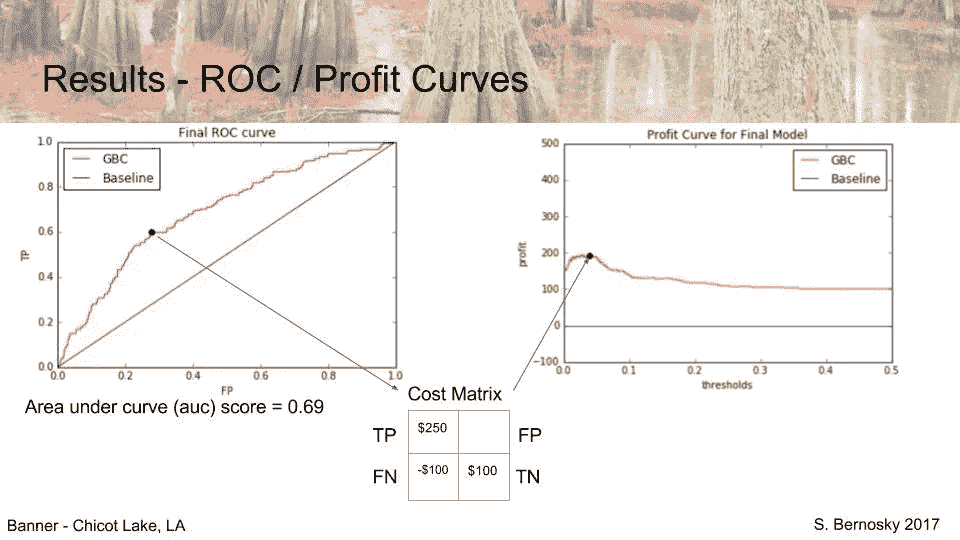 Results - ROC / Profit Curves
Final ROC curve
GBC
Baseline
1.0
0.8
0.6
0.4
0.2
0.0
TP
0.0 0.2 0.4 0.6 0.8 1.0
FP
Area under curve (auc) score = 0.69
Profit Curve for Final Model
GBC
Baseline
500
400
300
200
100
0
−100
profit
0.0 0.1 0.2 0.3 0.4 0.5
thresholds
Cost Matrix
TP $250 FP
FN -$100 $100 TN
Banner - Chicot Lake, LA
S. Bernosky 2017